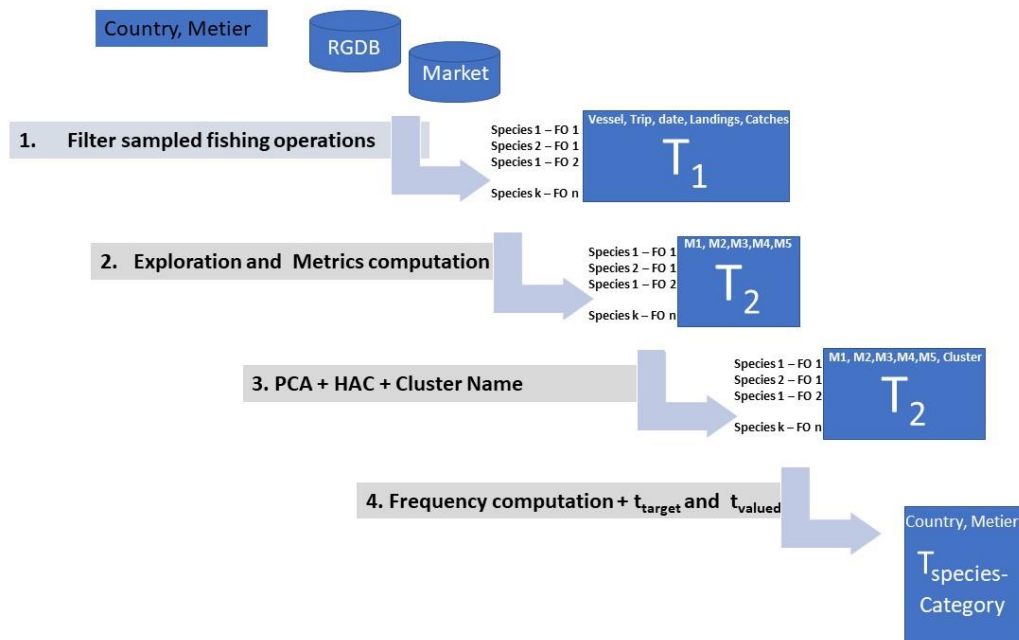 Country, Metier
RGDB
Market
1. Filter sampled fishing operations
Species 1 – FO 1
Species 2 – FO 1
Species 1 – FO 2
Species k – FO n
Vessel, Trip, date, Landings, Catches
T1
2. Exploration and Metrics computation
Species 1 – FO 1
Species 2 – FO 1
Species 1 – FO 2
Species k – FO n
M1, M2,M3,M4,M5
T2
3. PCA + HAC + Cluster Name
Species 1 – FO 1
Species 2 – FO 1
Species 1 – FO 2
Species k – FO n
M1, M2,M3,M4,M5, Cluster
T2
4. Frequency computation + ttarget and tvalued
Country, Metier
Tspecies-
Category